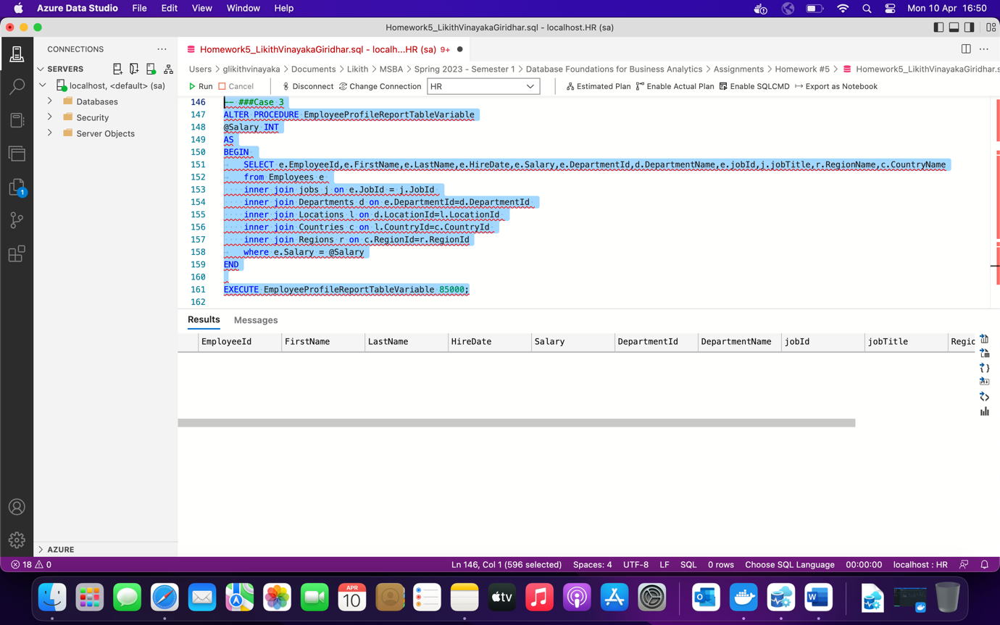 Azure Data Studio File Edit View Window Help Mon 10 Apr 16:50
Homework5_LikithVinayakaGiridhar.sql - localhost.HR (sa)
CONNECTIONS
Homework5_LikithVinayakaGiridhar.sql - localh...HR (sa) 9+
SERVERS
Users > glikithvinayaka > Documents > Likith > MSBA > Spring 2023 - Semester 1 > Database Foundations for Business Analytics > Assignments > Homework #5 > Homework5_LikithVinayakaGiridhar.s
localhost, <default> (sa)
Run Cancel Disconnect Change Connection HR Estimated Plan Enable Actual Plan Enable SQLCMD Export as Notebook
Databases
Security
Server Objects
146 -- ###Case 3
147 ALTER PROCEDURE EmployeeProfileReportTableVariable
148 @Salary INT
149 AS
150 BEGIN
151 SELECT e.EmployeeId,e.FirstName,e.LastName,e.HireDate,e.Salary,e.DepartmentId,d.DepartmentName,e.jobId,j.jobTitle,r.RegionName,c.CountryName
152 from Employees e
153 inner join jobs j on e.JobId = j.JobId
154 inner join Departments d on e.DepartmentId=d.DepartmentId
155 inner join Locations l on d.LocationId=l.LocationId
156 inner join Countries c on l.CountryId=c.CountryId
157 inner join Regions r on c.RegionId=r.RegionId
158 where e.Salary = @Salary
159 END
160
161 EXECUTE EmployeeProfileReportTableVariable 85000;
162
Results Messages
EmployeeId FirstName LastName HireDate Salary DepartmentId DepartmentName jobId jobTitle Regio
1
AZURE
18 0 Ln 146, Col 1 (596 selected) Spaces: 4 UTF-8 LF SQL 0 rows Choose SQL Language 00:00:00 localhost : HR
APR
10
tv
W